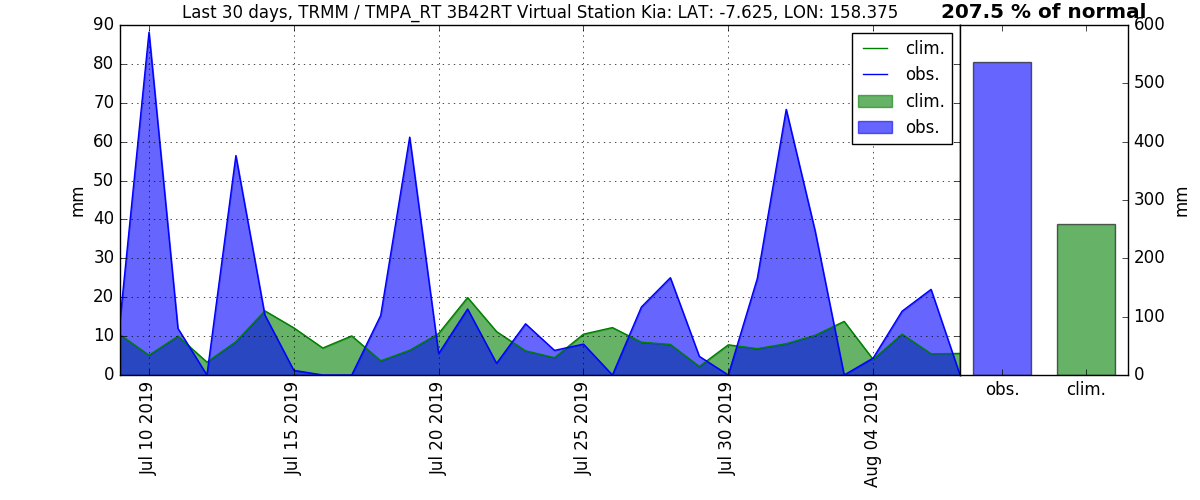 Last 30 days, TRMM / TMPA_RT 3B42RT Virtual Station Kia: LAT: -7.625, LON: 158.375
207.5 % of normal
90
80
70
60
50
40
30
20
10
0
mm
clim.
obs.
clim.
obs.
600
500
400
300
200
100
0
mm
obs.
clim.
Jul 10 2019
Jul 15 2019
Jul 20 2019
Jul 25 2019
Jul 30 2019
Aug 04 2019